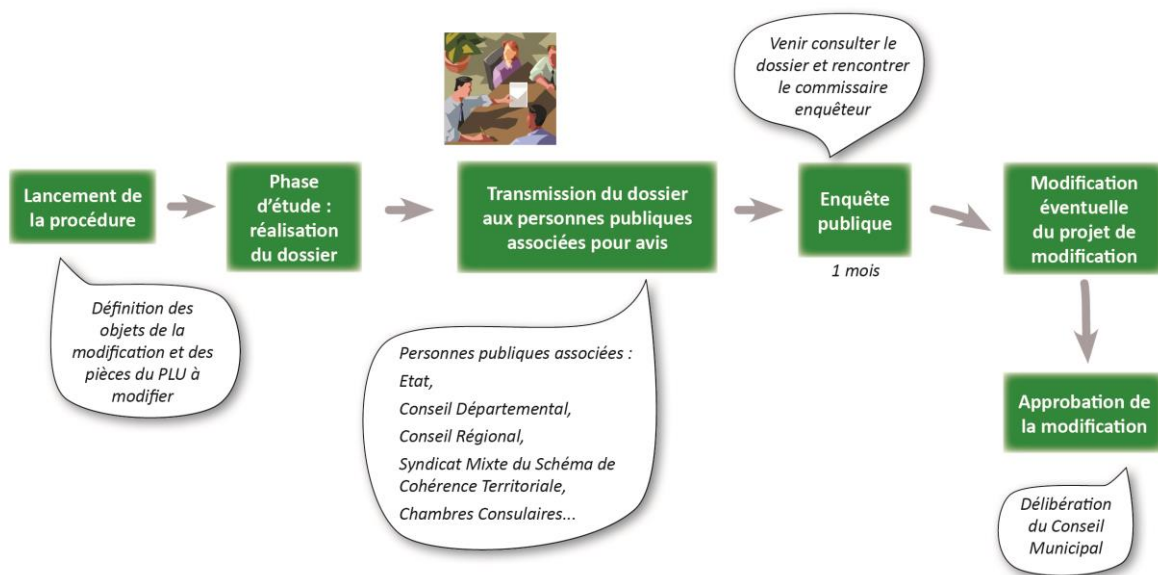 Venir consulter le
dossier et rencontrer
le commissaire
enquêteur
Lancement de
la procédure
Phase
d’étude :
réalisation
du dossier
Transmission du dossier
aux personnes publiques
associées pour avis
Enquête
publique
1 mois
Modification
éventuelle
du projet de
modification
Définition des
objets de la
modification et des
pièces du PLU à
modifier
Personnes publiques associées :
Etat,
Conseil Départemental,
Conseil Régional,
Syndicat Mixte du Schéma de
Cohérence Territoriale,
Chambres Consulaires...
Approbation de
la modification
Délibération
du Conseil
Municipal